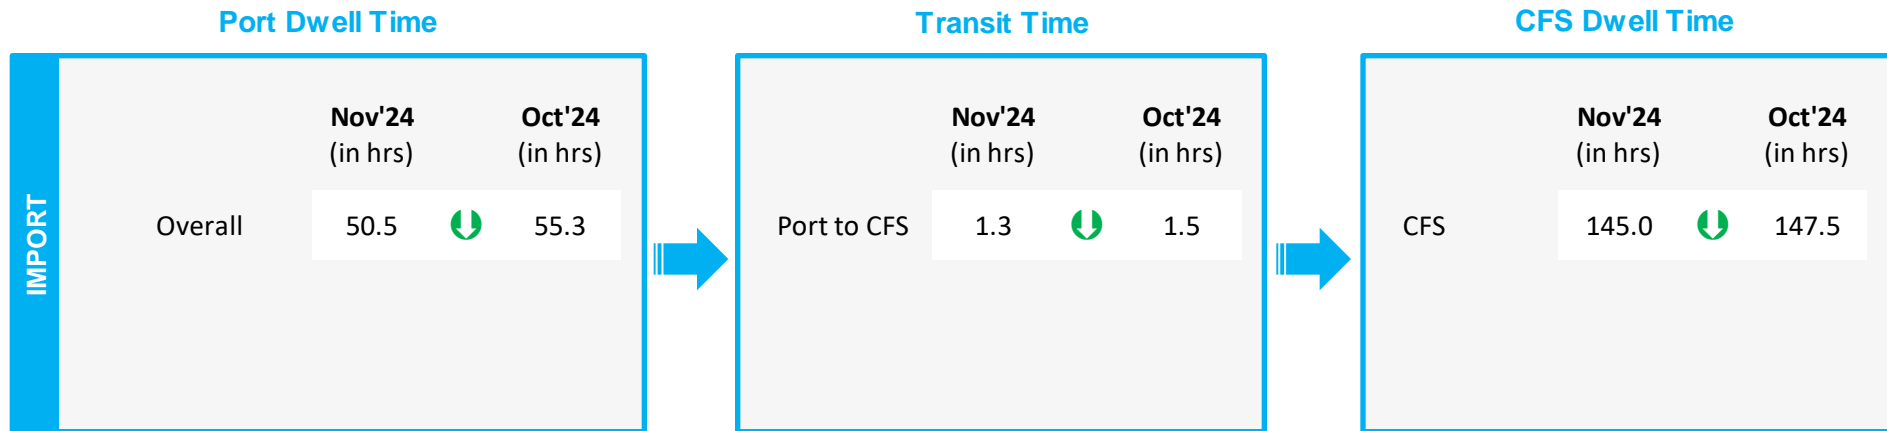 Port Dwell Time
Transit Time
CFS Dwell Time
IMPORT
Nov'24 Oct'24
(in hrs) (in hrs)
Overall 50.5 55.3
Nov'24 Oct'24
(in hrs) (in hrs)
Port to CFS 1.3 1.5
Nov'24 Oct'24
(in hrs) (in hrs)
CFS 145.0 147.5